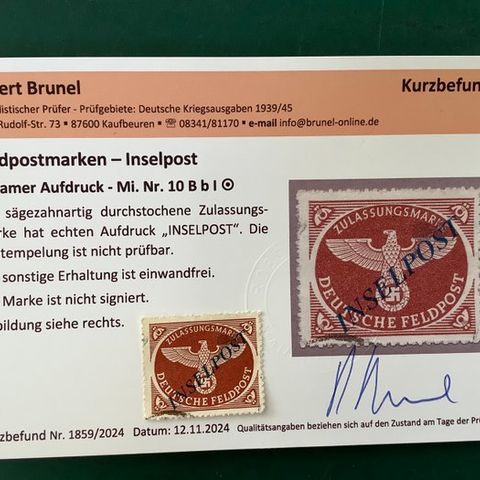 ert Brunel
Kurzbefun
listischer Prüfer - Prüfgebiete: Deutsche Kriegsausgaben 1939/45
Rudolf-Str. 73 ▪ 87600 Kaufbeuren ▪ ☏ 08341/81170 ▪ e-mail info@brunel-online.de
dpostmarken – Inselpost
amer Aufdruck - Mi. Nr. 10 B b I ⊙
sägezahnartig durchstochene Zulassungs-
rke hat echten Aufdruck „INSELPOST“. Die
tempelung ist nicht prüfbar.
sonstige Erhaltung ist einwandfrei.
Marke ist nicht signiert.
bildung siehe rechts.
ZULASSUNGSMARKE
INSELPOST
DEUTSCHE FELDPOST
ZULASSUNGSMARKE
INSELPOST
DEUTSCHE FELDPOST
rzbefund Nr. 1859/2024 Datum: 12.11.2024 Qualitätsangaben beziehen sich auf den Zustand am Tage der Prü